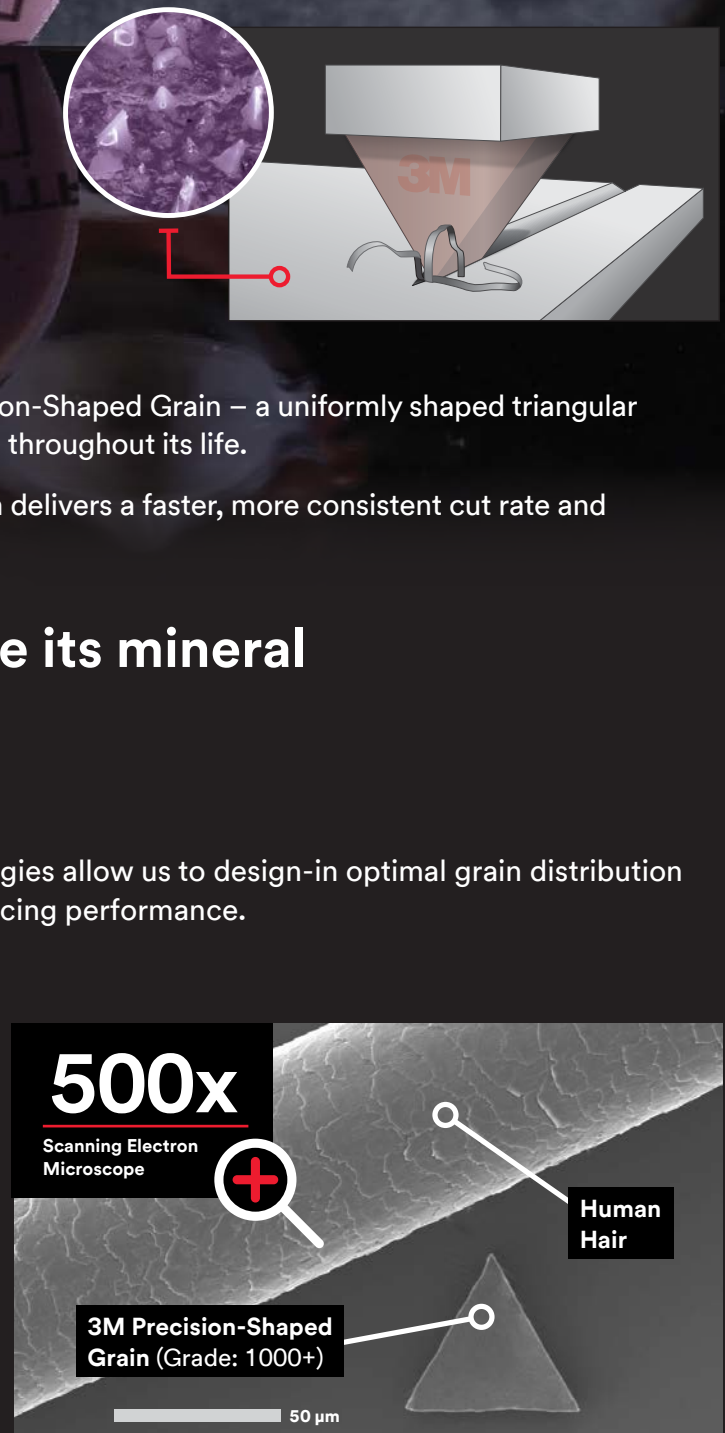 3M
on-Shaped Grain – a uniformly shaped triangular
throughout its life.
delivers a faster, more consistent cut rate and
e its mineral
gies allow us to design-in optimal grain distribution
cing performance.
500x
Scanning Electron
Microscope
Human
Hair
3M Precision-Shaped
Grain (Grade: 1000+)
50 µm